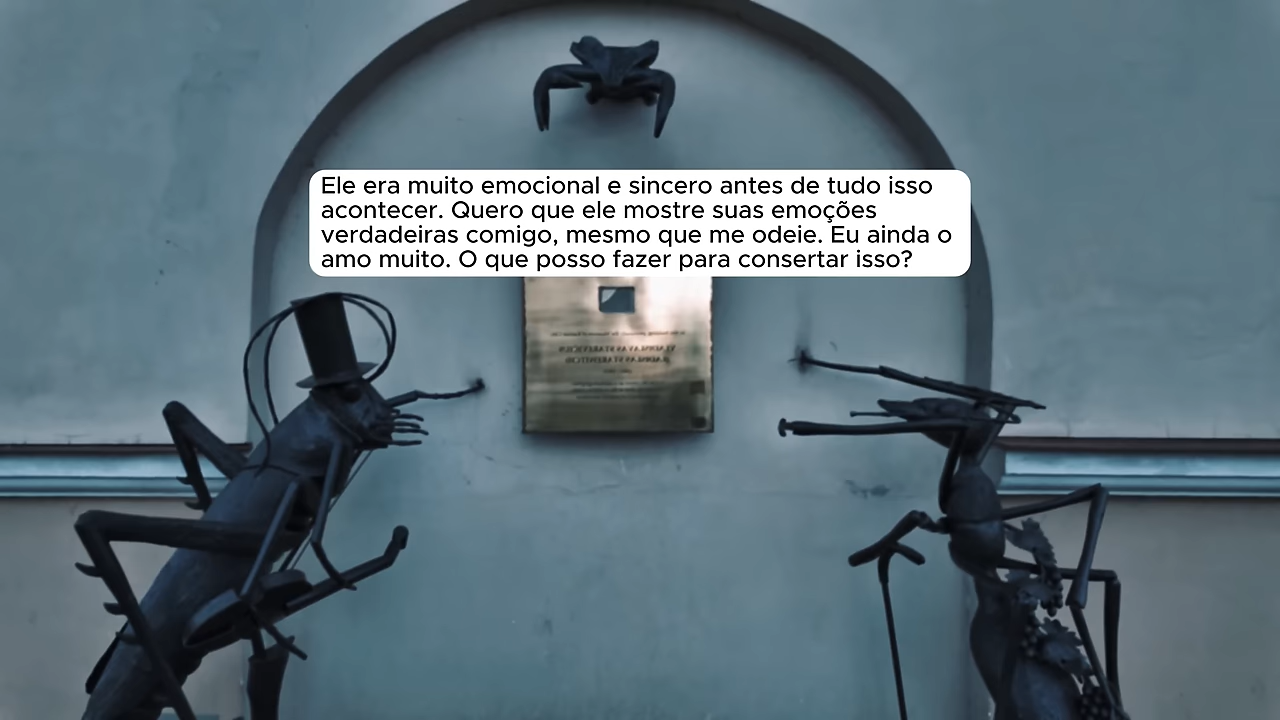 Ele era muito emocional e sincero antes de tudo isso
acontecer. Quero que ele mostre suas emoções
verdadeiras comigo, mesmo que me odeie. Eu ainda o
amo muito. O que posso fazer para consertar isso?